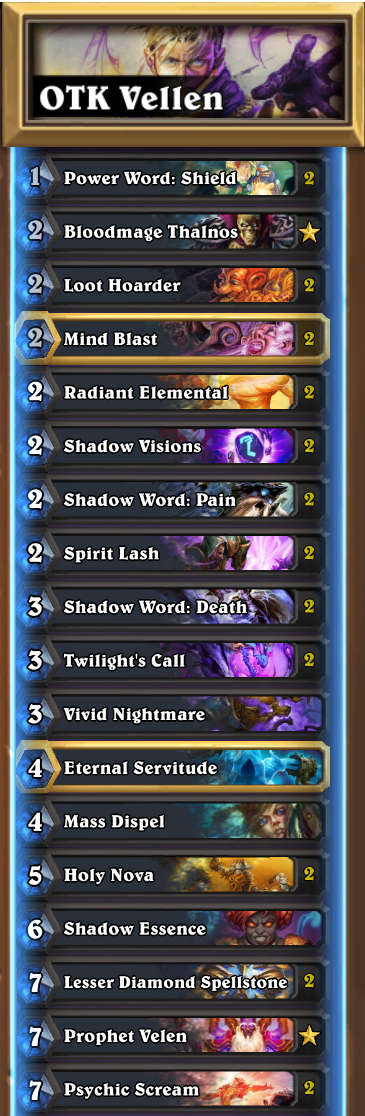 OTK Vellen
1 Power Word: Shield 2
2 Bloodmage Thalnos
2 Loot Hoarder 2
2 Mind Blast 2
2 Radiant Elemental 2
2 Shadow Visions 2
2 Shadow Word: Pain 2
2 Spirit Lash 2
3 Shadow Word: Death 2
3 Twilight's Call 2
3 Vivid Nightmare
4 Eternal Servitude
4 Mass Dispel
5 Holy Nova 2
6 Shadow Essence
7 Lesser Diamond Spellstone 2
7 Prophet Velen
7 Psychic Scream 2